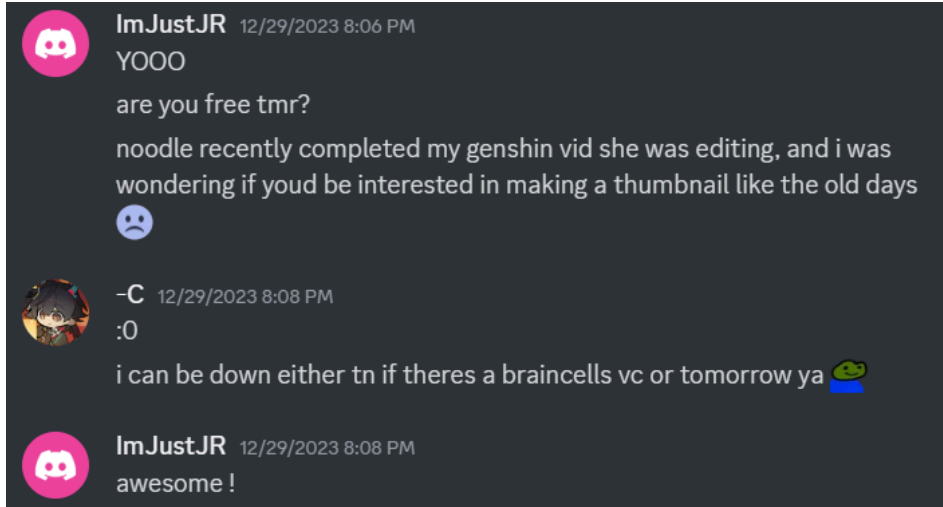 ImJustJR 12/29/2023 8:06 PM
YOOO
are you free tmr?
noodle recently completed my genshin vid she was editing, and i was
wondering if youd be interested in making a thumbnail like the old days
-C 12/29/2023 8:08 PM
:0
i can be down either tn if theres a braincells vc or tomorrow ya
ImJustJR 12/29/2023 8:08 PM
awesome !